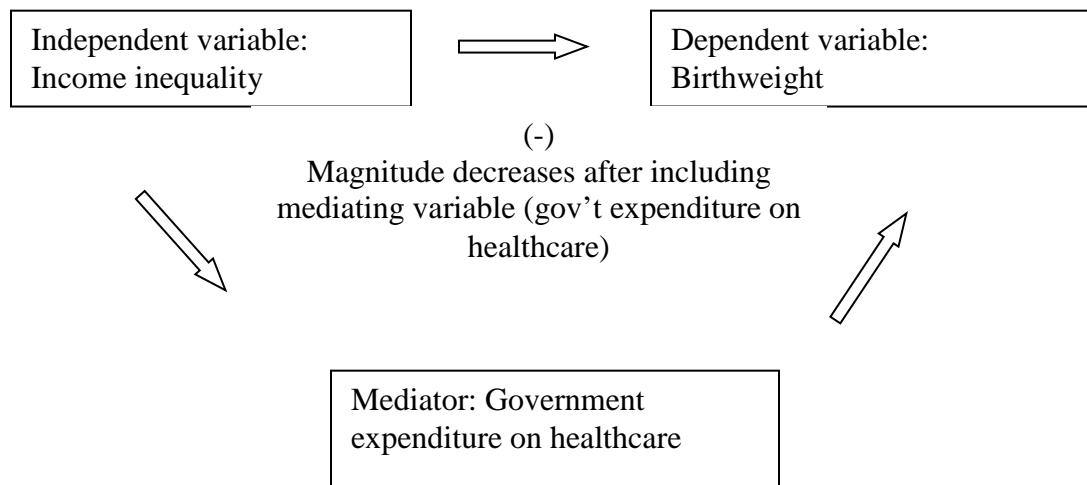 Independent variable:
Income inequality
Dependent variable:
Birthweight
(-)
Magnitude decreases after including
mediating variable (gov’t expenditure on
healthcare)
Mediator: Government
expenditure on healthcare